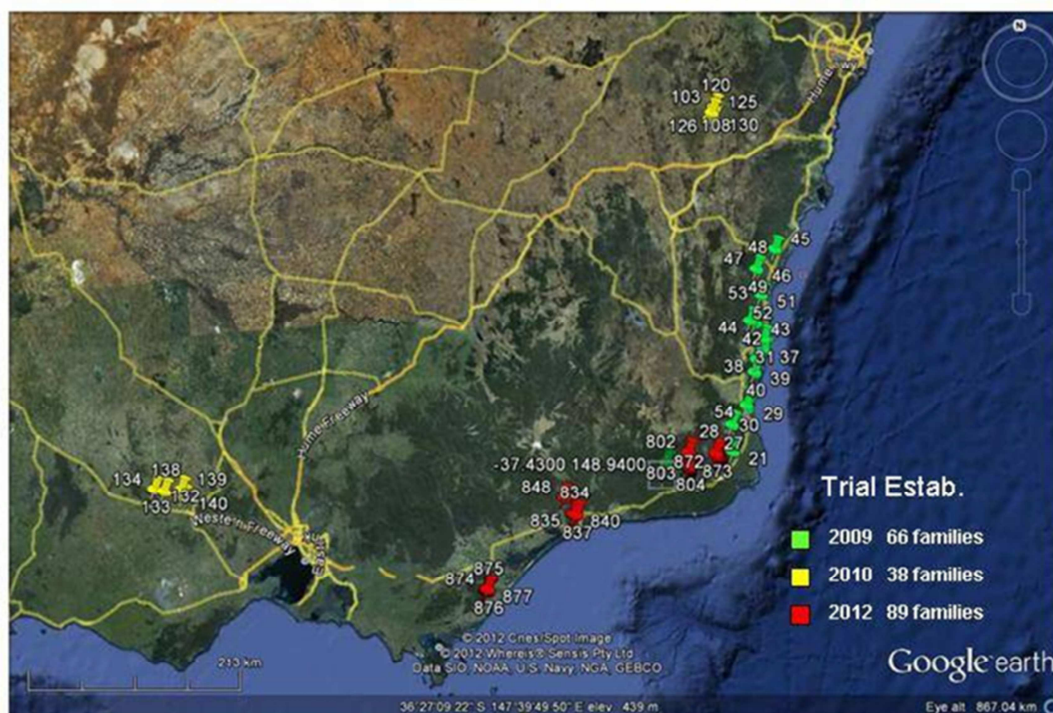 N
120
103
125
126 108 130
Hume Fwy
45
48
47
46
49
53
51
52
44
43
42
31 37
38
39
40
29
54
30
28
27
21
802
872
803
873
804
-37.4300 148.9400
848
834
835
840
837
138
134
139
132
133
140
Hume Freeway
Western Freeway
EastLink
875
874
877
876
Trial Estab.
2009 66 families
2010 38 families
2012 89 families
© 2012 Cnes/Spot Image
© 2012 Whereis® Sensis Pty Ltd
Data SIO, NOAA, U.S. Navy, NGA, GEBCO
213 km
Google earth
36°27'09.22" S 147°39'49.50" E elev 439 m
Eye alt 867.04 km